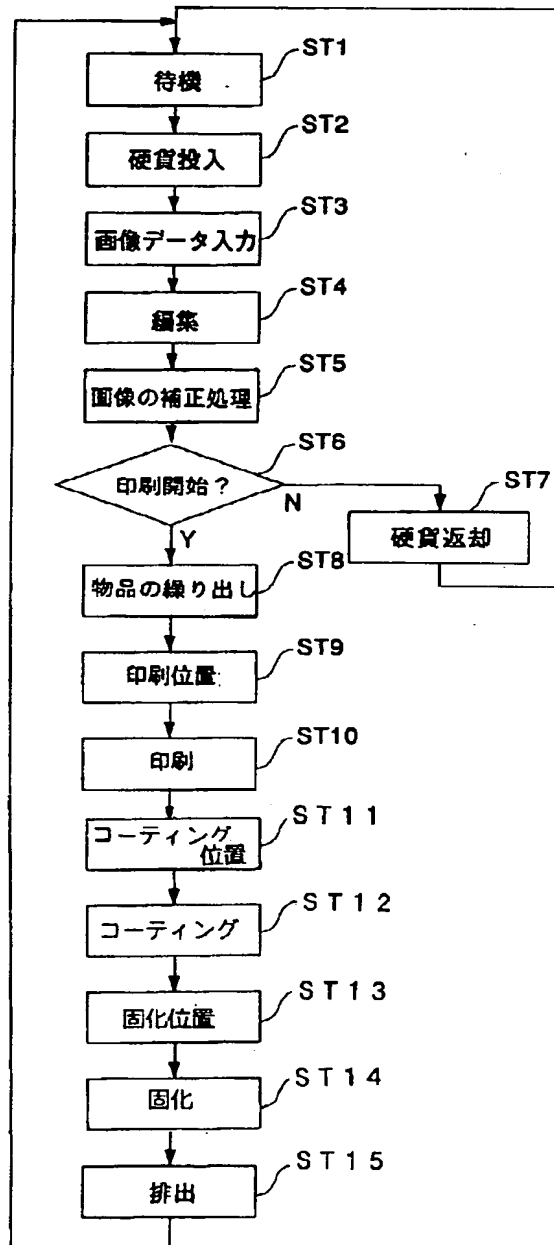 ST1
待機
ST2
硬貨投入
ST3
画像データ入力
ST4
編集
ST5
画像の補正処理
ST6
印刷開始？
N
ST7
硬貨返却
Y
ST8
物品の繰り出し
ST9
印刷位置
ST10
印刷
ST11
コーティング
位置
ST12
コーティング
ST13
固化位置
ST14
固化
ST15
排出